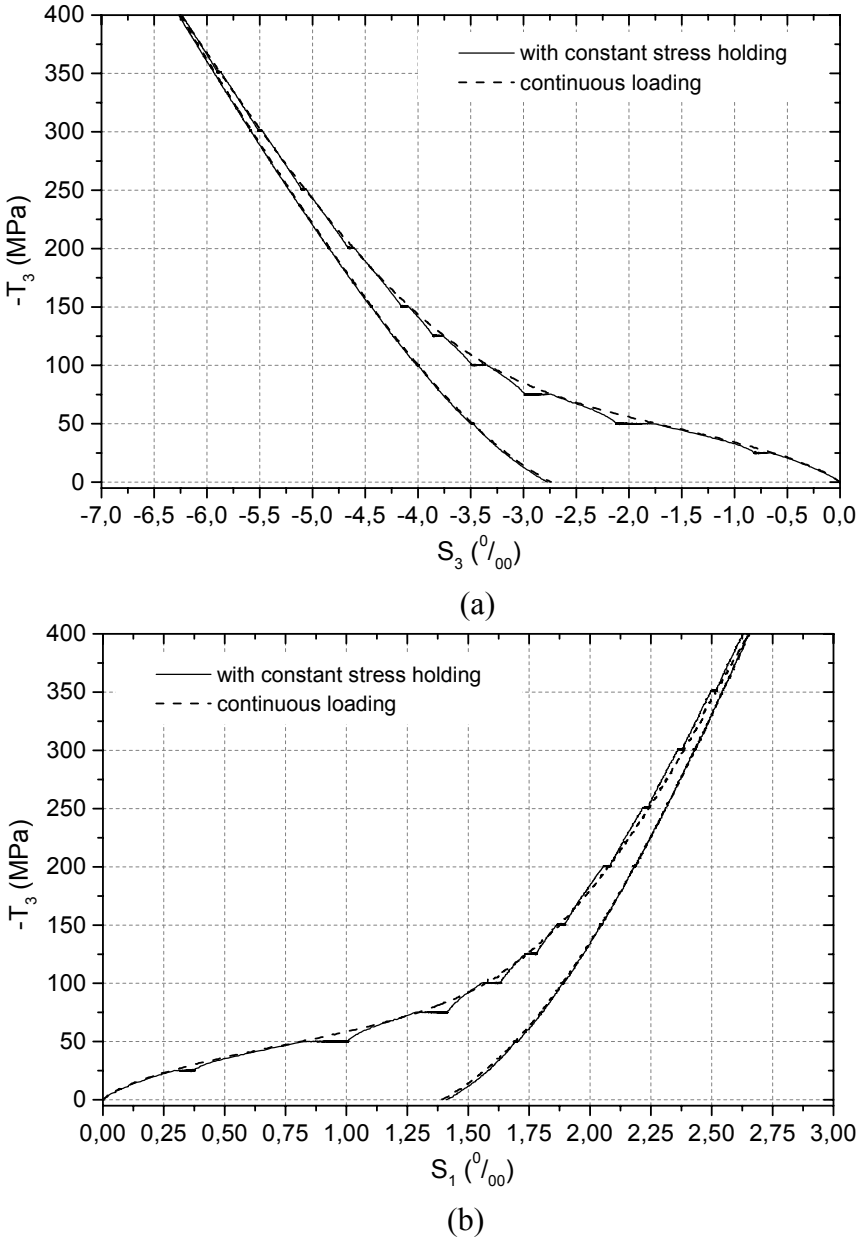 400
350
300
250
200
150
100
50
0
-T3 (MPa)
with constant stress holding
continuous loading
-7,0 -6,5 -6,0 -5,5 -5,0 -4,5 -4,0 -3,5 -3,0 -2,5 -2,0 -1,5 -1,0 -0,5 0,0
S3 (0/00)
(a)
400
350
300
250
200
150
100
50
0
-T3 (MPa)
with constant stress holding
continuous loading
0,00 0,25 0,50 0,75 1,00 1,25 1,50 1,75 2,00 2,25 2,50 2,75 3,00
S1 (0/00)
(b)